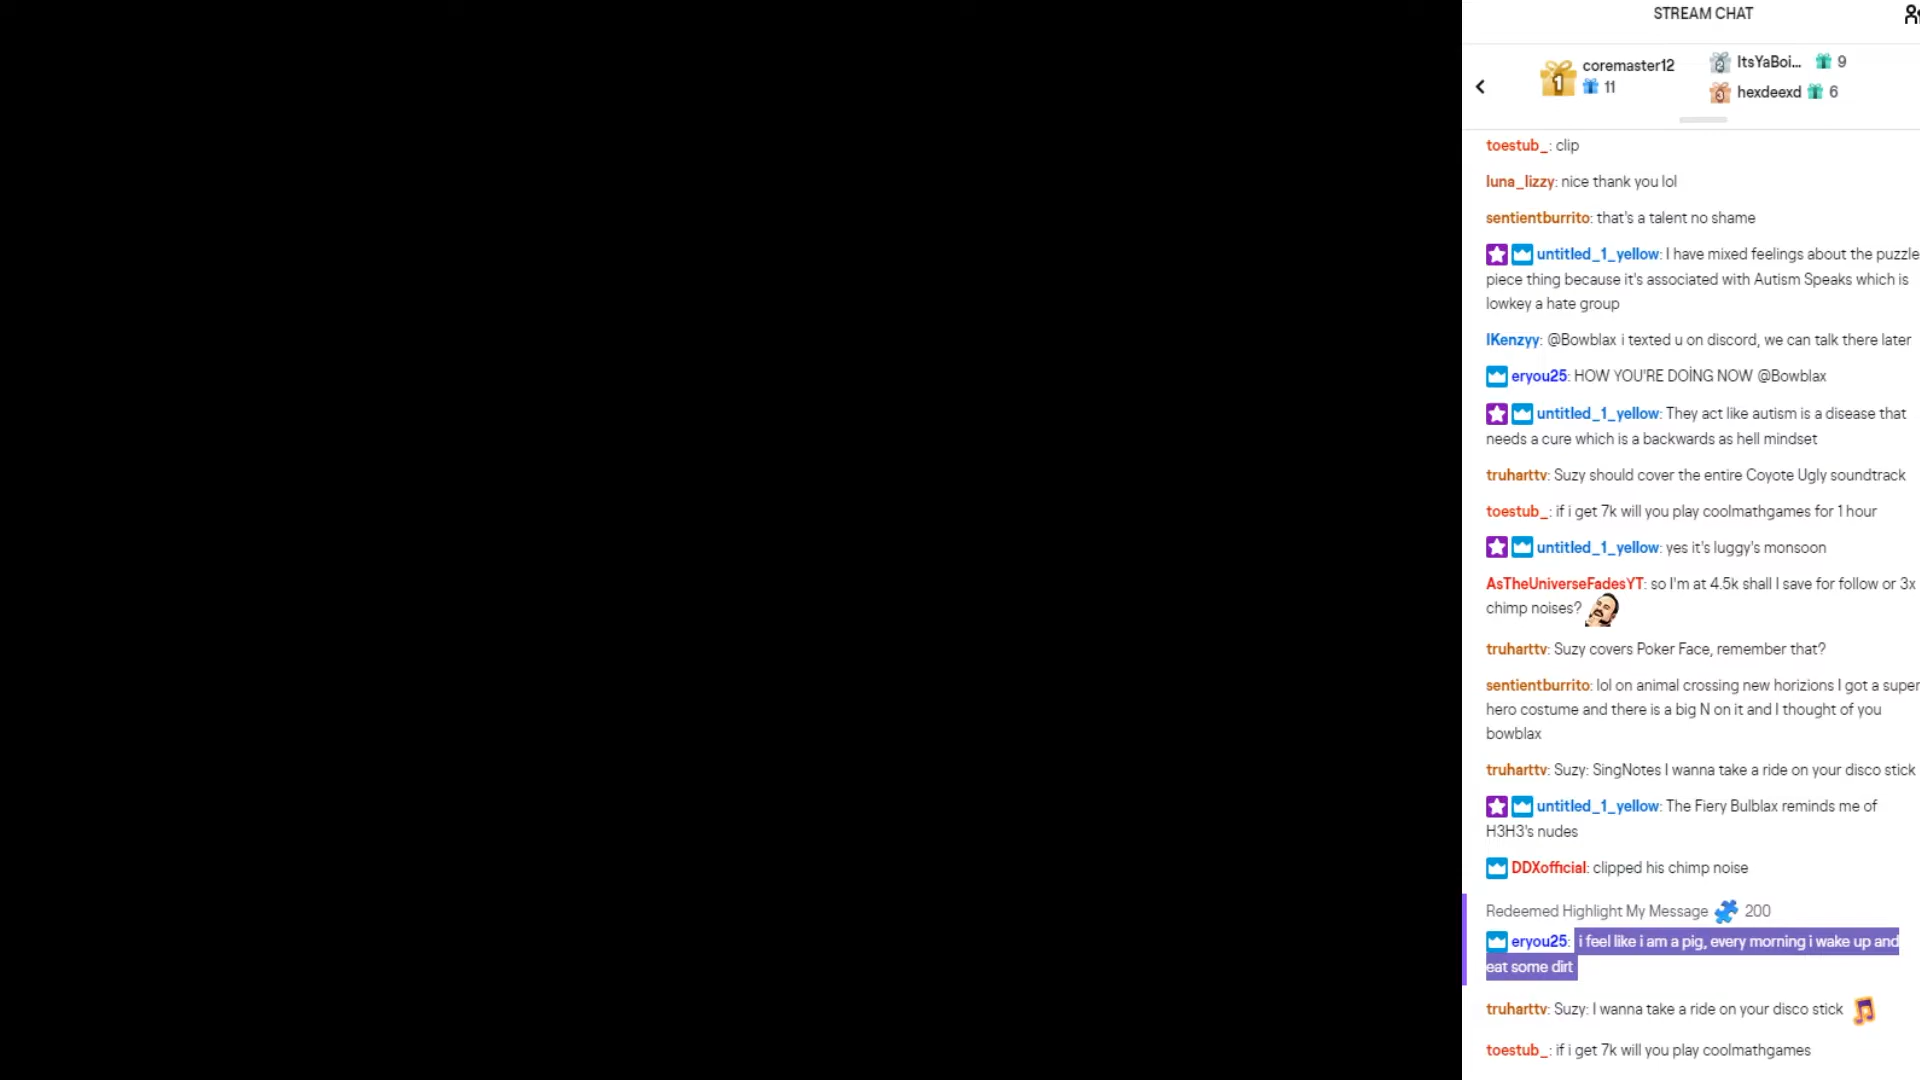 STREAM CHAT
1 coremaster12
11
2 ItsYaBoi... 9
3 hexdeexd 6
toestub_: clip
luna_lizzy: nice thank you lol
sentientburrito: that's a talent no shame
untitled_1_yellow: I have mixed feelings about the puzzle
piece thing because it's associated with Autism Speaks which is
lowkey a hate group
IKenzyy: @Bowblax i texted u on discord, we can talk there later
eryou25: HOW YOU'RE DOİNG NOW @Bowblax
untitled_1_yellow: They act like autism is a disease that
needs a cure which is a backwards as hell mindset
truharttv: Suzy should cover the entire Coyote Ugly soundtrack
toestub_: if i get 7k will you play coolmathgames for 1 hour
untitled_1_yellow: yes it's luggy's monsoon
AsTheUniverseFadesYT: so I'm at 4.5k shall I save for follow or 3x
chimp noises?
truharttv: Suzy covers Poker Face, remember that?
sentientburrito: lol on animal crossing new horizions I got a super
hero costume and there is a big N on it and I thought of you
bowblax
truharttv: Suzy: SingNotes I wanna take a ride on your disco stick
untitled_1_yellow: The Fiery Bulblax reminds me of
H3H3's nudes
DDXofficial: clipped his chimp noise
Redeemed Highlight My Message 200
eryou25: i feel like i am a pig, every morning i wake up and
eat some dirt
truharttv: Suzy: I wanna take a ride on your disco stick
toestub_: if i get 7k will you play coolmathgames